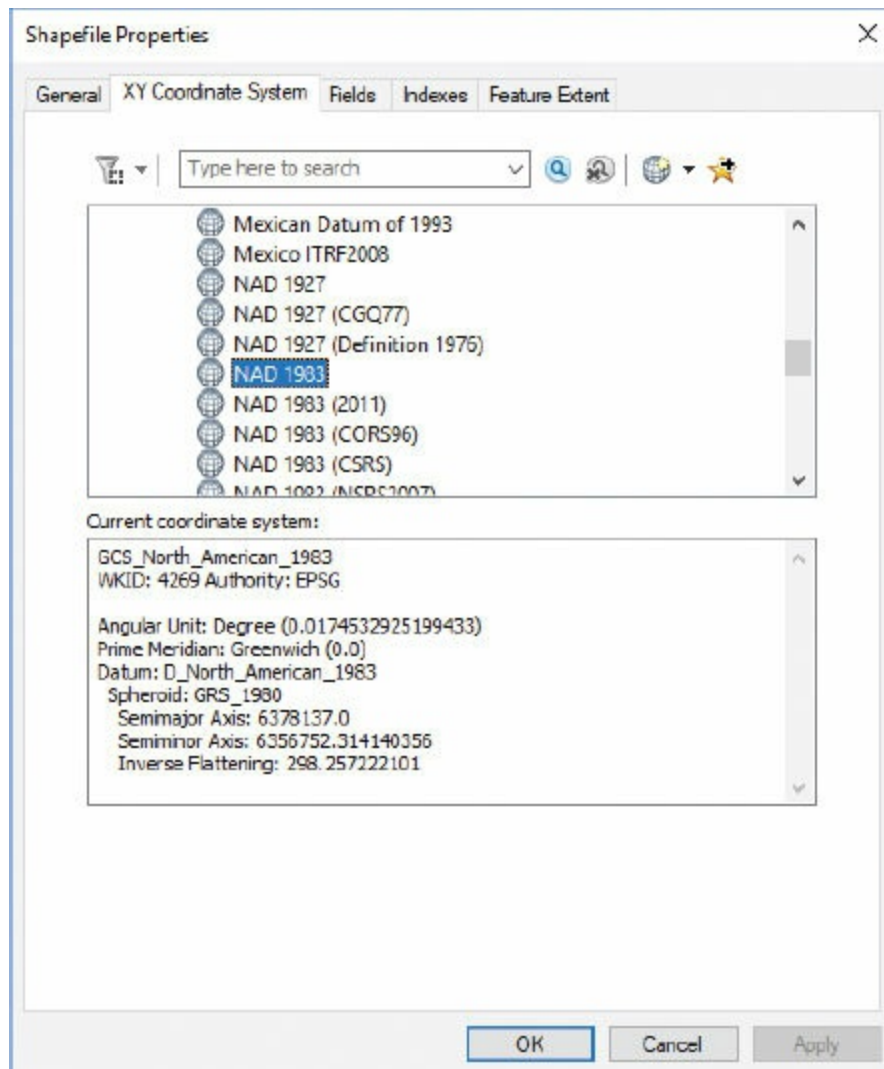 Shapefile Properties
General XY Coordinate System Fields Indexes Feature Extent
Type here to search
Mexican Datum of 1993
Mexico ITRF2008
NAD 1927
NAD 1927 (CGQ77)
NAD 1927 (Definition 1976)
NAD 1983
NAD 1983 (2011)
NAD 1983 (CORS96)
NAD 1983 (CSRS)
NAD 1983 (NSRS2007)
Current coordinate system:
GCS_North_American_1983
WKID: 4269 Authority: EPSG
Angular Unit: Degree (0.0174532925199433)
Prime Meridian: Greenwich (0.0)
Datum: D_North_American_1983
Spheroid: GRS_1980
Semimajor Axis: 6378137.0
Semiminor Axis: 6356752.314140356
Inverse Flattening: 298.257222101
OK Cancel Apply